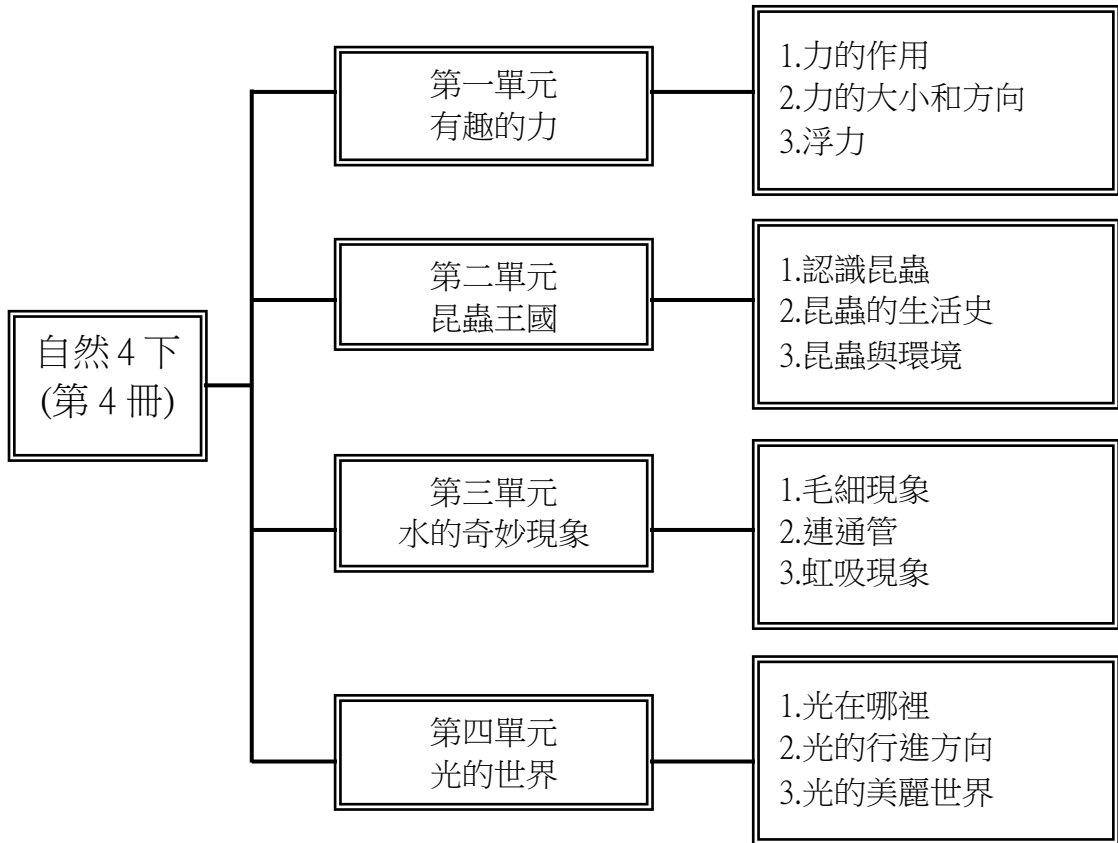 自然 4 下
(第 4 冊)
第一單元
有趣的力
1.力的作用
2.力的大小和方向
3.浮力
第二單元
昆蟲王國
1.認識昆蟲
2.昆蟲的生活史
3.昆蟲與環境
第三單元
水的奇妙現象
1.毛細現象
2.連通管
3.虹吸現象
第四單元
光的世界
1.光在哪裡
2.光的行進方向
3.光的美麗世界